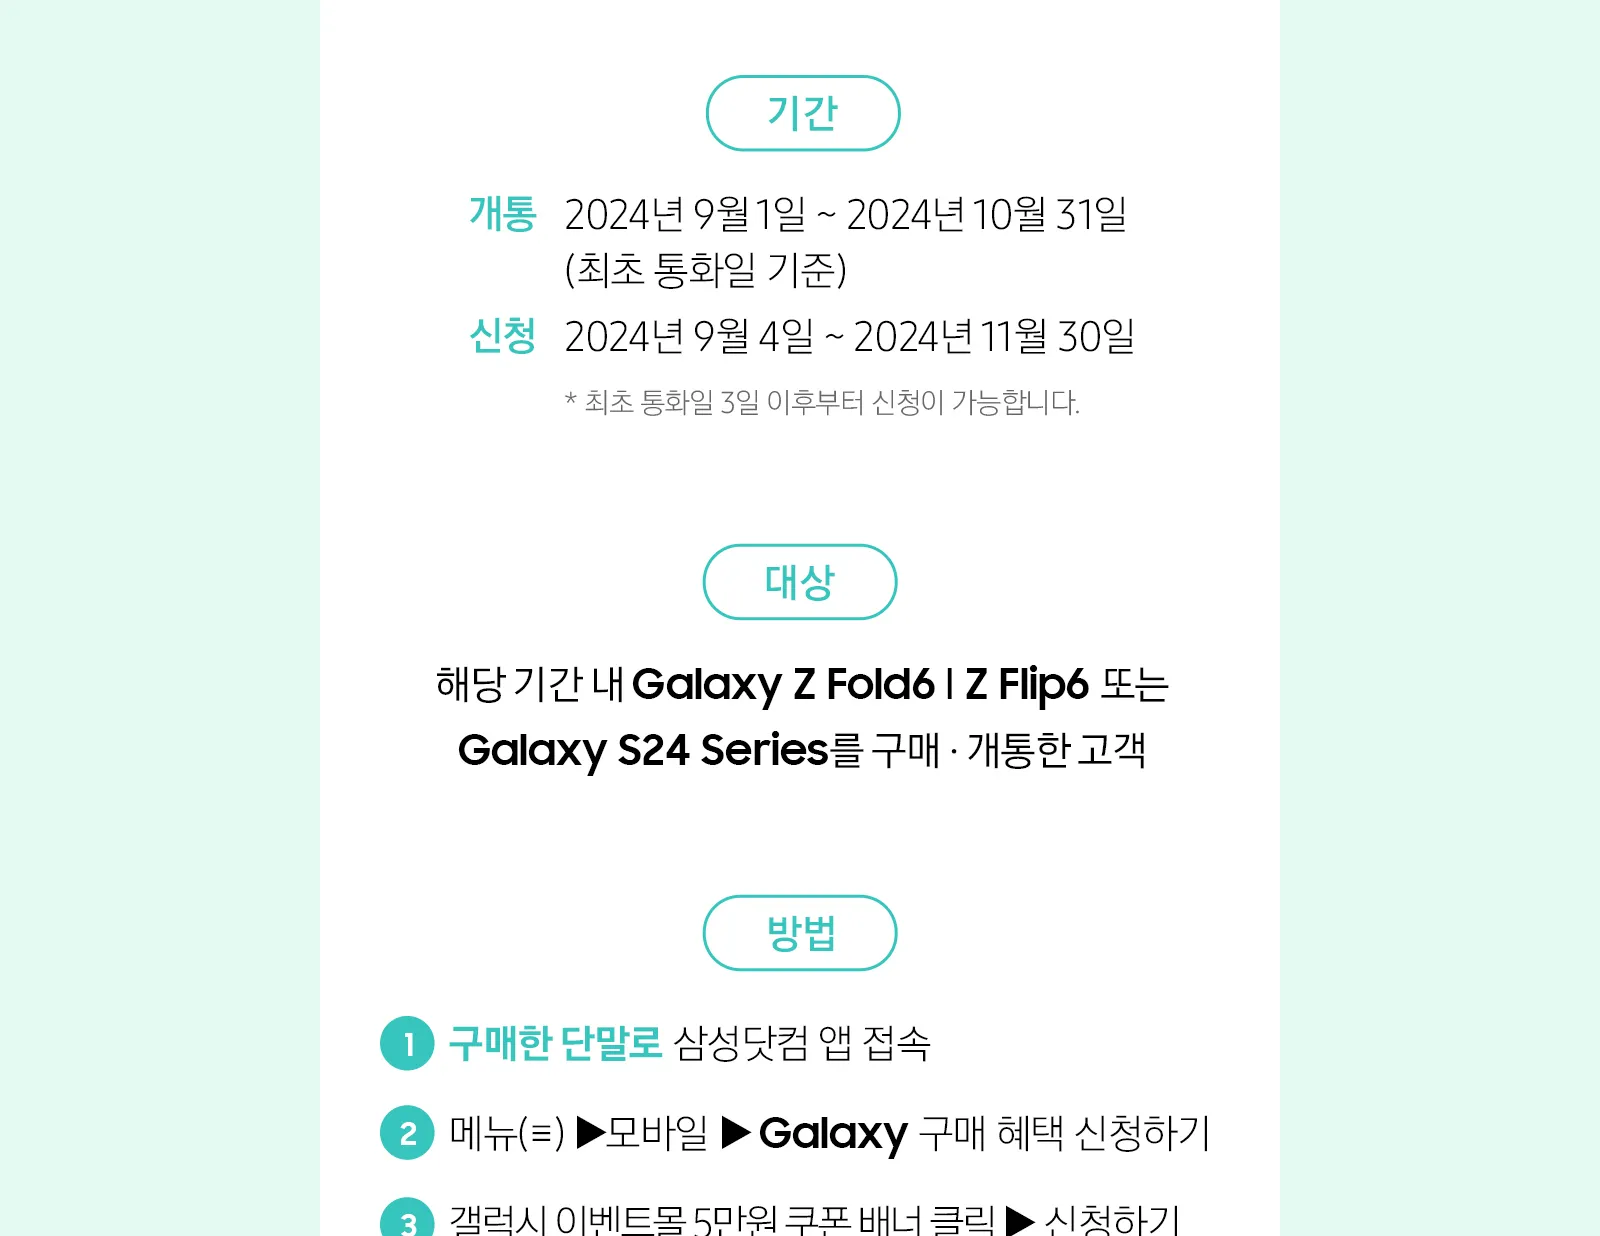 기간
개통 2024년 9월 1일 ~ 2024년 10월 31일
(최초 통화일 기준)
신청 2024년 9월 4일 ~ 2024년 11월 30일
* 최초 통화일 3일 이후부터 신청이 가능합니다.
대상
해당 기간 내 Galaxy Z Fold6 | Z Flip6 또는
Galaxy S24 Series를 구매 · 개통한 고객
방법
1 구매한 단말로 삼성닷컴 앱 접속
2 메뉴(≡) ▶모바일 ▶ Galaxy 구매 혜택 신청하기
3 갤럭시 이벤트몰 5만원 쿠폰 배너 클릭 ▶ 신청하기